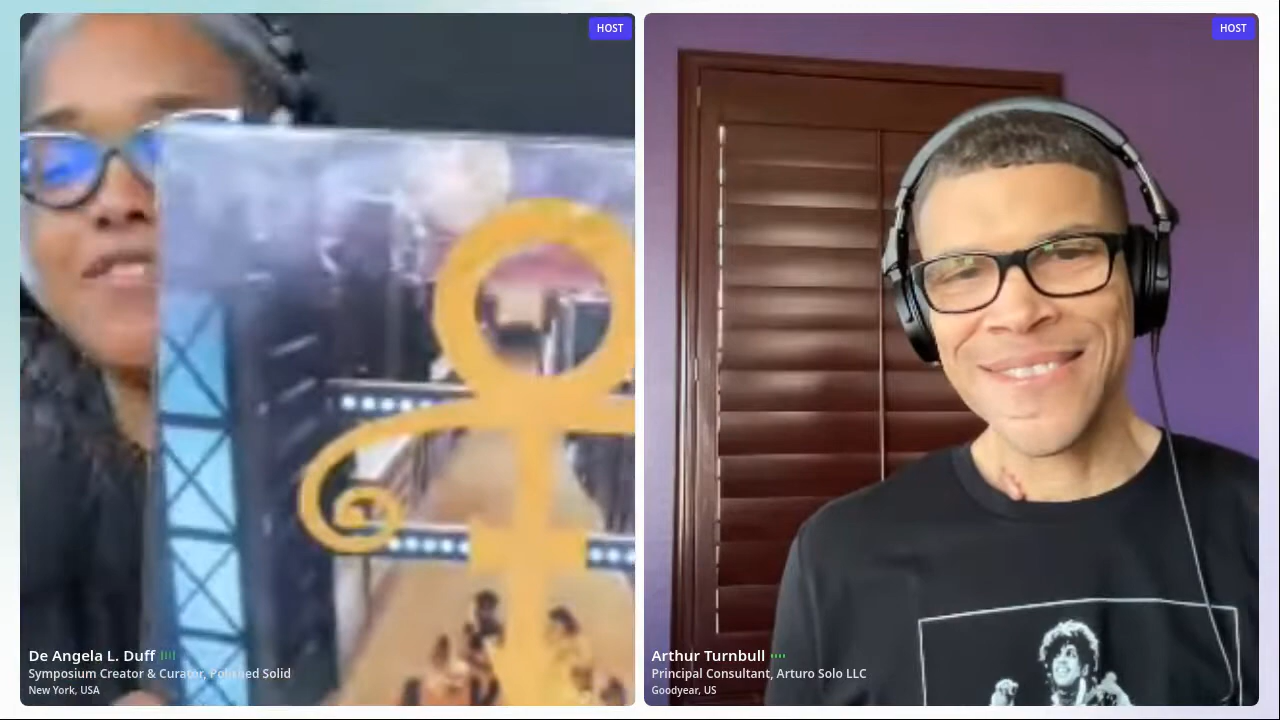 HOST
De Angela L. Duff
Symposium Creator & Curator, Polished Solid
New York, USA
HOST
Arthur Turnbull
Principal Consultant, Arturo Solo LLC
Goodyear, US